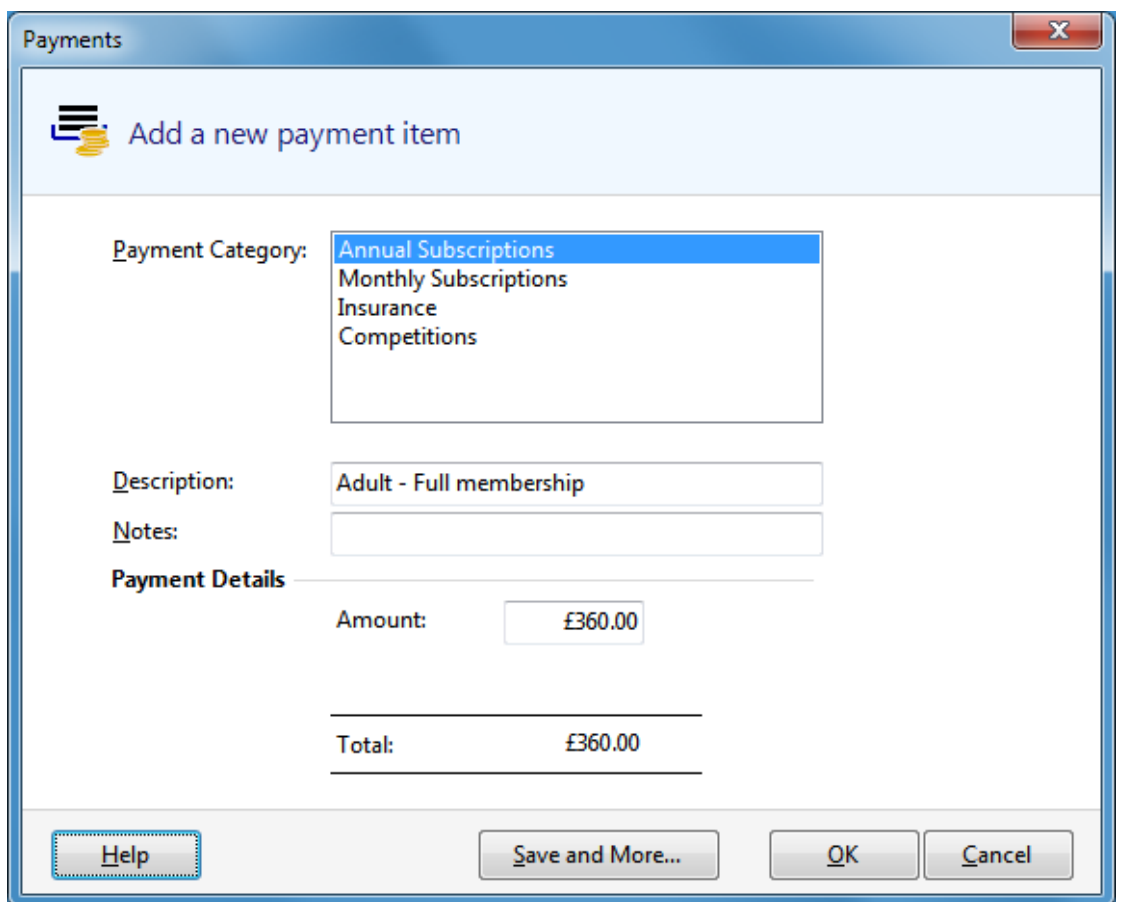 Payments
Add a new payment item
Payment Category:
Annual Subscriptions
Monthly Subscriptions
Insurance
Competitions
Description: Adult - Full membership
Notes:
Payment Details
Amount: £360.00
Total: £360.00
Help Save and More... OK Cancel